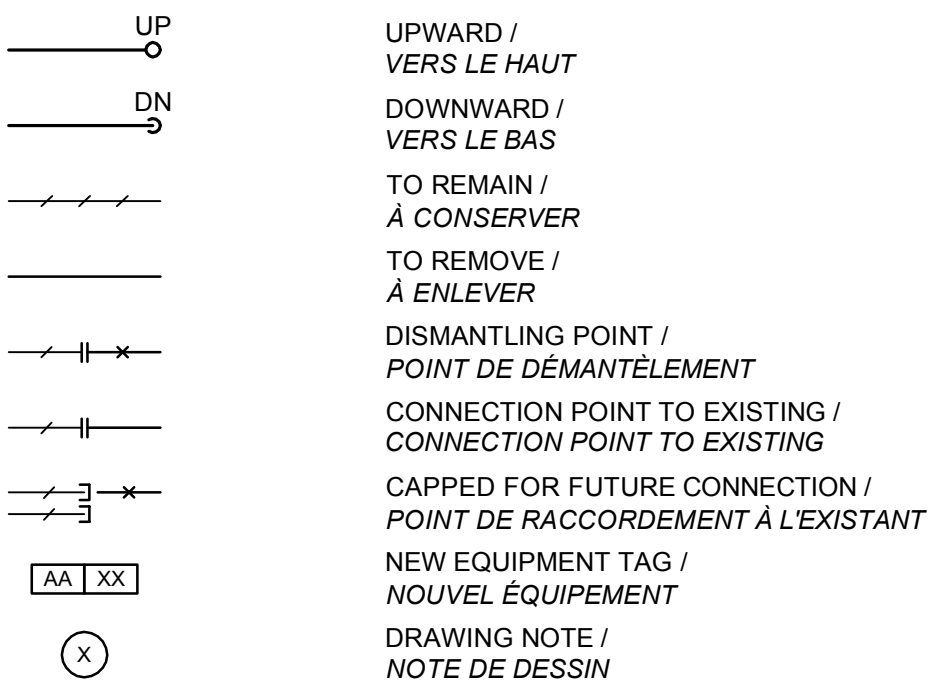 UP
UPWARD /
VERS LE HAUT
DN
DOWNWARD /
VERS LE BAS
TO REMAIN /
À CONSERVER
TO REMOVE /
À ENLEVER
DISMANTLING POINT /
POINT DE DÉMANTÈLEMENT
CONNECTION POINT TO EXISTING /
CONNECTION POINT TO EXISTING
CAPPED FOR FUTURE CONNECTION /
POINT DE RACCORDEMENT À L'EXISTANT
AA XX
NEW EQUIPMENT TAG /
NOUVEL ÉQUIPEMENT
X
DRAWING NOTE /
NOTE DE DESSIN